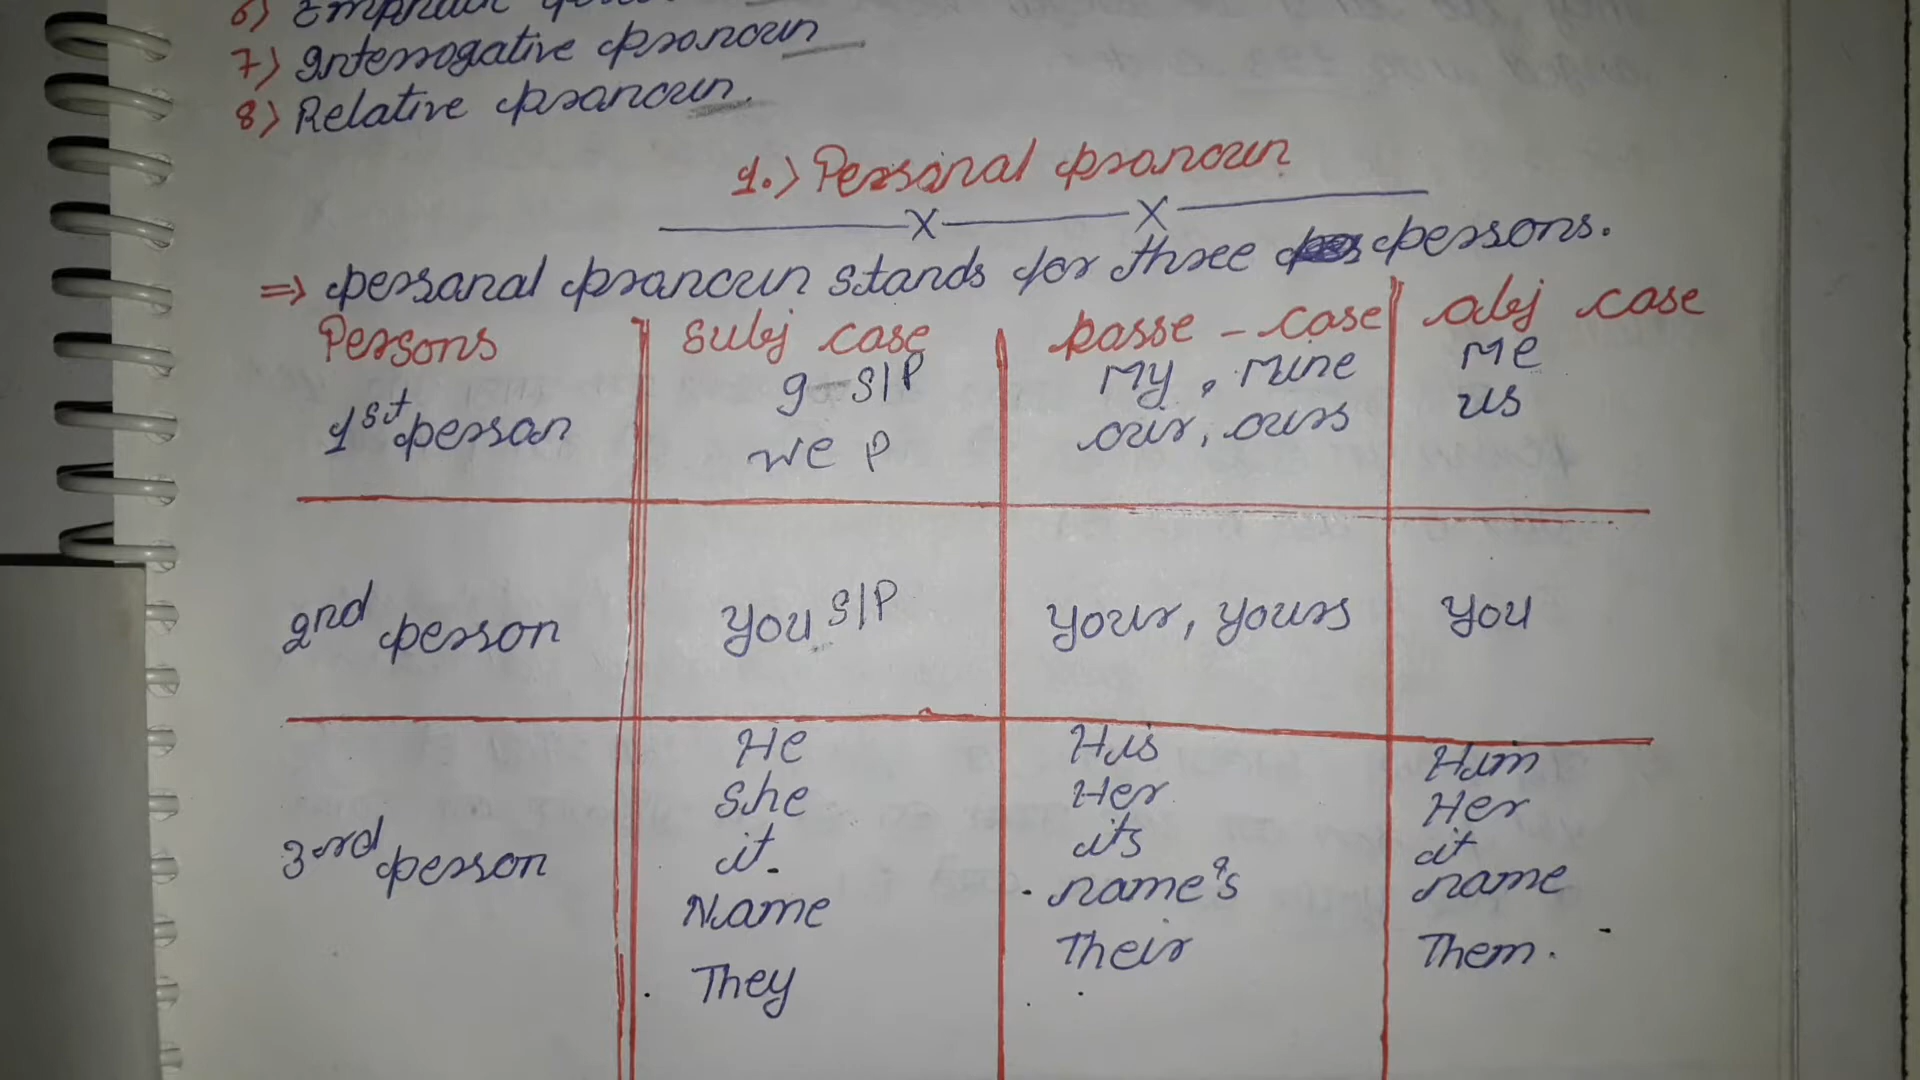 6) Emphatic
7) Interrogative pronoun
8) Relative pronoun.
1.) Personal pronoun
X X
⇒ personal pronoun stands for three persons.
Persons subj case posse - case obj case
1st person I - S/P My, Mine Me
we P our, ours us
2nd person You S/P Your, yours You
He His Him
She Her Her
3rd person it. its it
Name name's name
They Their Them.